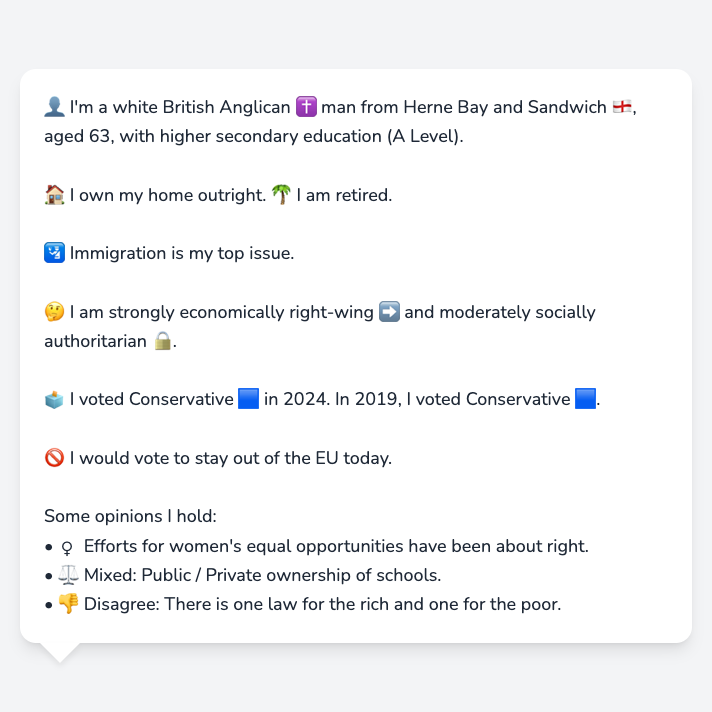 👤 I'm a white British Anglican ✝️ man from Herne Bay and Sandwich 🏴󠁧󠁢󠁥󠁮󠁧󠁿,
aged 63, with higher secondary education (A Level).
🏠 I own my home outright. 🌴 I am retired.
🛂 Immigration is my top issue.
🤔 I am strongly economically right-wing ➡️ and moderately socially
authoritarian 🔒.
🗳️ I voted Conservative 🟦 in 2024. In 2019, I voted Conservative 🟦.
🚫 I would vote to stay out of the EU today.
Some opinions I hold:
• ♀ Efforts for women's equal opportunities have been about right.
• ⚖️ Mixed: Public / Private ownership of schools.
• 👎 Disagree: There is one law for the rich and one for the poor.